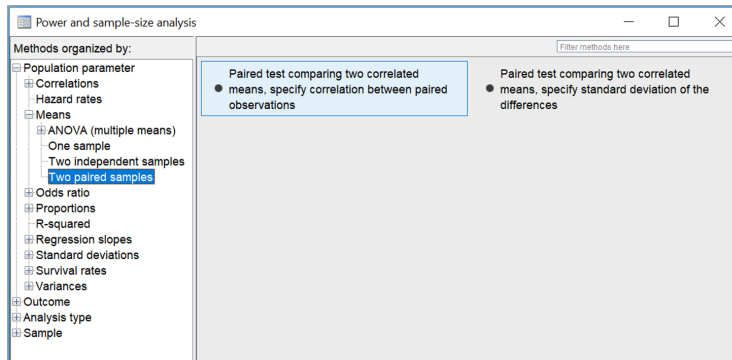 Power and sample-size analysis
Methods organized by:
Filter methods here
Population parameter
Correlations
Hazard rates
Means
ANOVA (multiple means)
One sample
Two independent samples
Two paired samples
Odds ratio
Proportions
R-squared
Regression slopes
Standard deviations
Survival rates
Variances
Outcome
Analysis type
Sample
Paired test comparing two correlated
means, specify correlation between paired
observations
Paired test comparing two correlated
means, specify standard deviation of the
differences